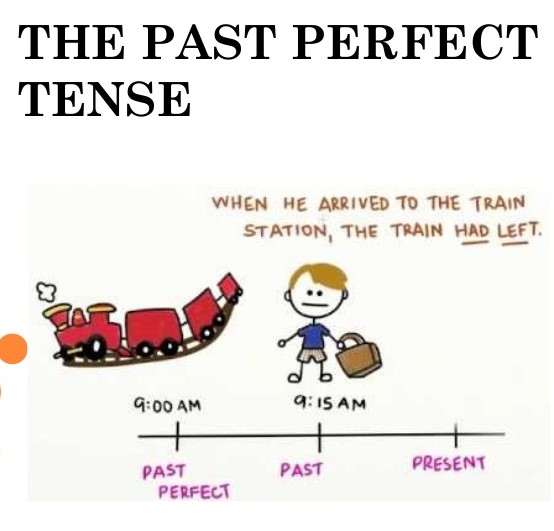 THE PAST PERFECT
TENSE
WHEN HE ARRIVED TO THE TRAIN
STATION, THE TRAIN HAD LEFT.
9:00 AM
9:15 AM
PAST
PERFECT
PAST
PRESENT